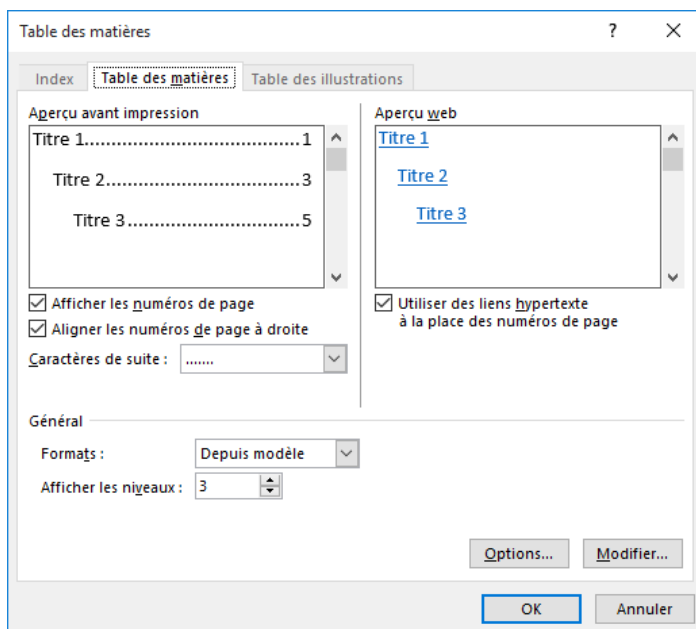 Table des matières
Index
Table des matières
Table des illustrations
Aperçu avant impression
Titre 1........................................1
Titre 2...................................3
Titre 3...............................5
Afficher les numéros de page
Aligner les numéros de page à droite
Caractères de suite : .......
Aperçu web
Titre 1
Titre 2
Titre 3
Utiliser des liens hypertexte
à la place des numéros de page
Général
Formats : Depuis modèle
Afficher les niveaux : 3
Options...
Modifier...
OK
Annuler